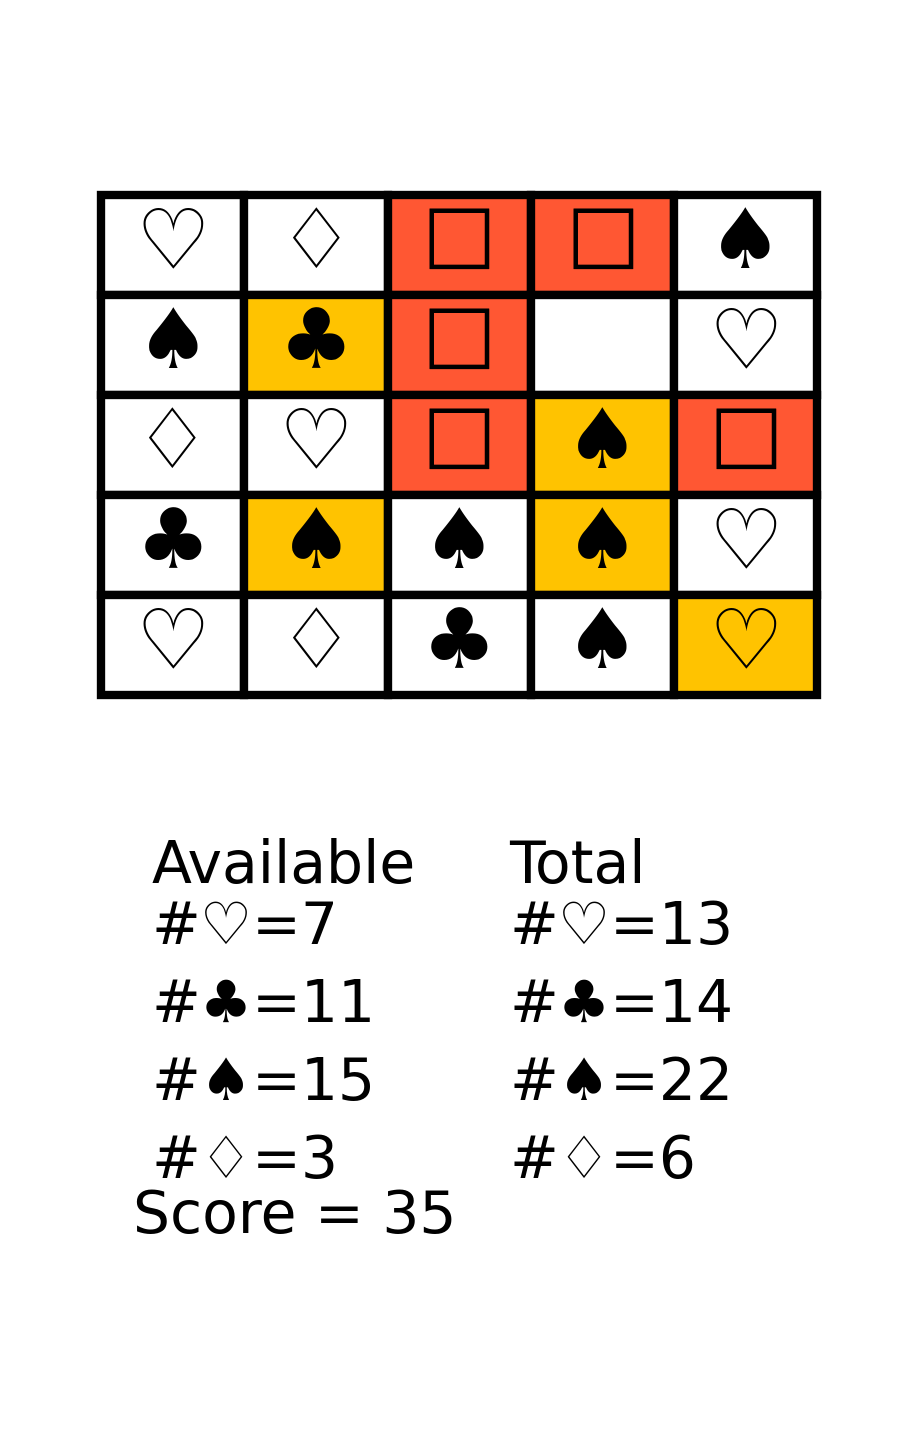 ♡ ♢ □ □ ♠
♠ ♣ □ ♡
♢ ♡ □ ♠ □
♣ ♠ ♠ ♠ ♡
♡ ♢ ♣ ♠ ♡
Available Total
#♡=7 #♡=13
#♣=11 #♣=14
#♠=15 #♠=22
#♢=3 #♢=6
Score = 35